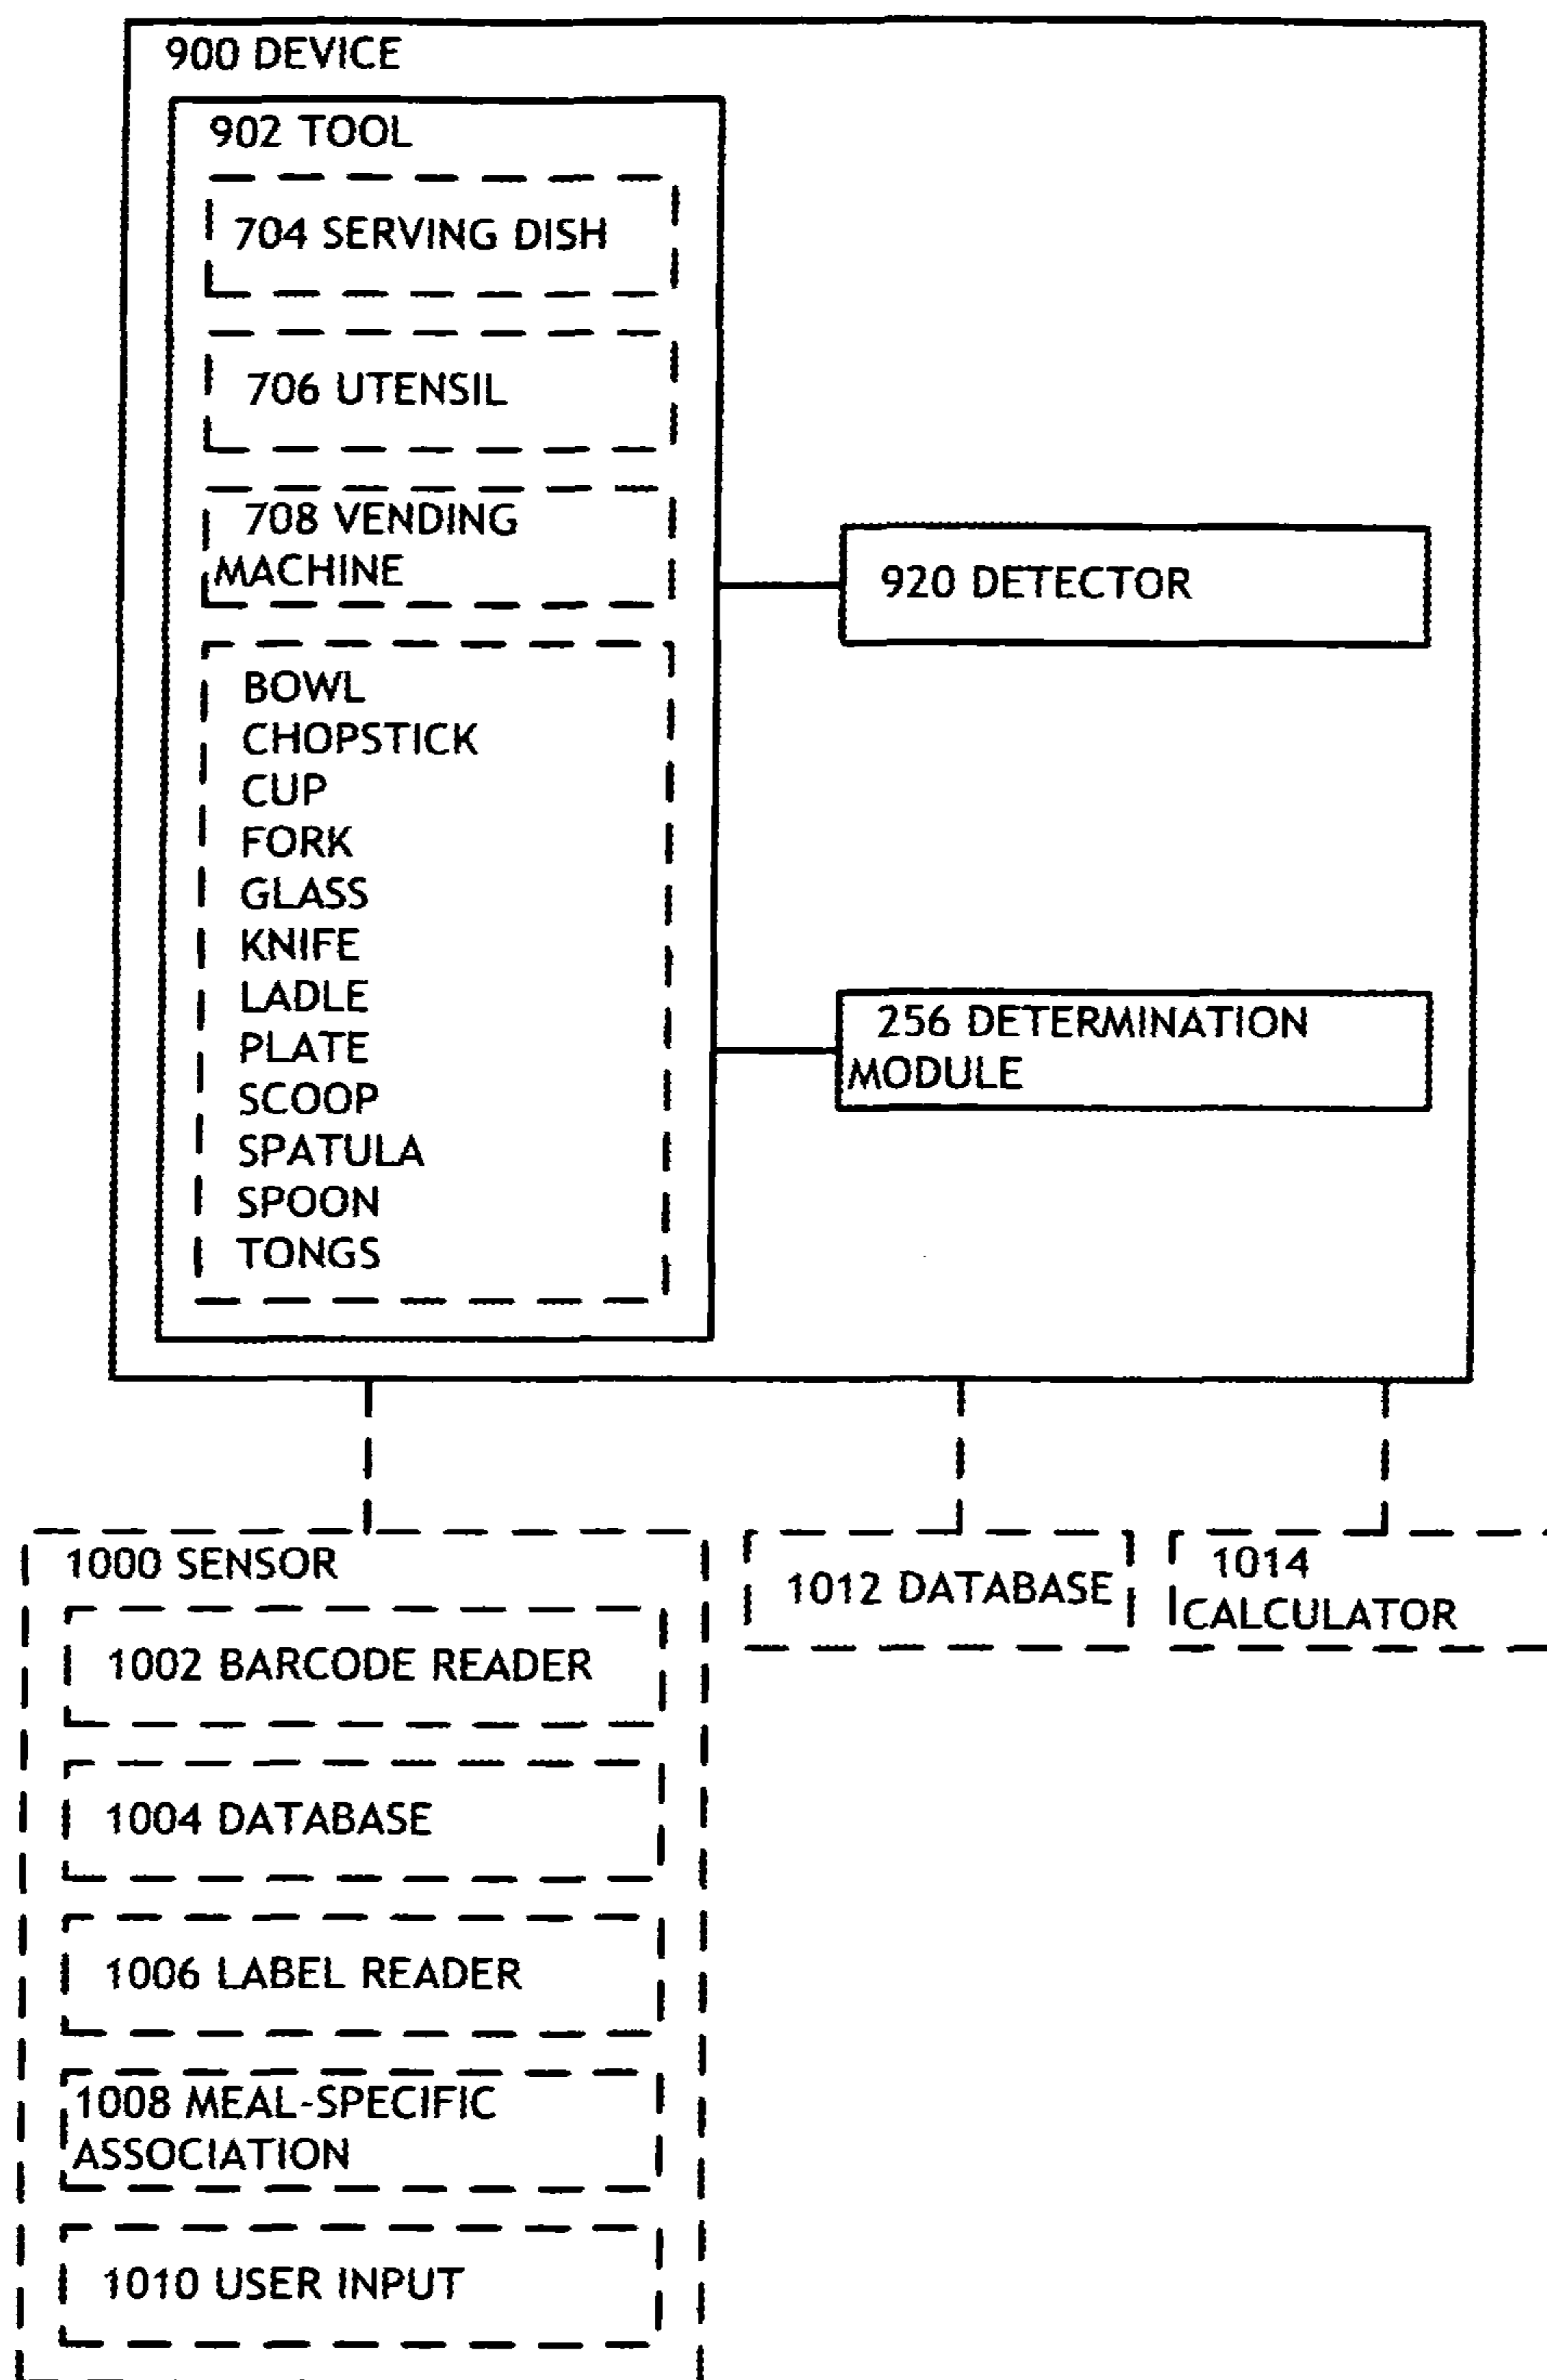 900 DEVICE
902 TOOL
704 SERVING DISH
706 UTENSIL
708 VENDING
MACHINE
BOWL
CHOPSTICK
CUP
FORK
GLASS
KNIFE
LADLE
PLATE
SCOOP
SPATULA
SPOON
TONGS
920 DETECTOR
256 DETERMINATION
MODULE
1000 SENSOR
1002 BARCODE READER
1004 DATABASE
1006 LABEL READER
1008 MEAL-SPECIFIC
ASSOCIATION
1010 USER INPUT
1012 DATABASE
1014
CALCULATOR